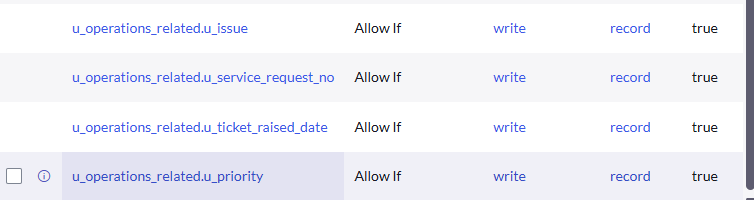 u_operations_related.u_issue Allow If write record true
u_operations_related.u_service_request_no Allow If write record true
u_operations_related.u_ticket_raised_date Allow If write record true
u_operations_related.u_priority Allow If write record true